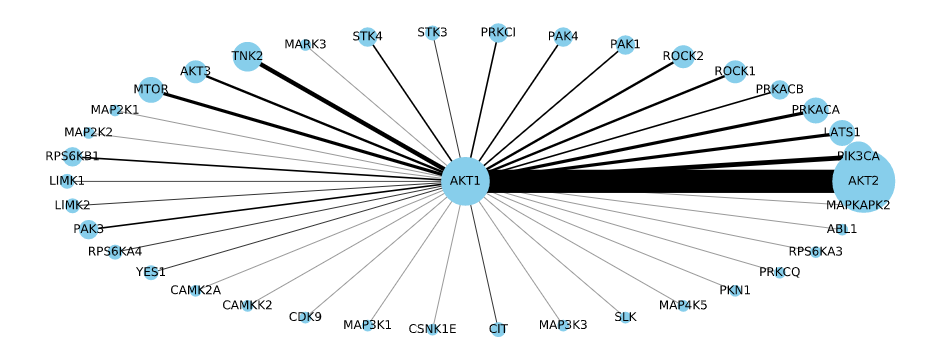 STK3
PRKCI
STK4
PAK4
MARK3
PAK1
TNK2
ROCK2
AKT3
ROCK1
MTOR
PRKACB
MAP2K1
PRKACA
MAP2K2
LATS1
RPS6KB1
PIK3CA
LIMK1
AKT1
AKT2
LIMK2
MAPKAPK2
PAK3
ABL1
RPS6KA4
RPS6KA3
YES1
PRKCQ
CAMK2A
PKN1
CAMKK2
MAP4K5
CDK9
SLK
MAP3K1
MAP3K3
CSNK1E
CIT